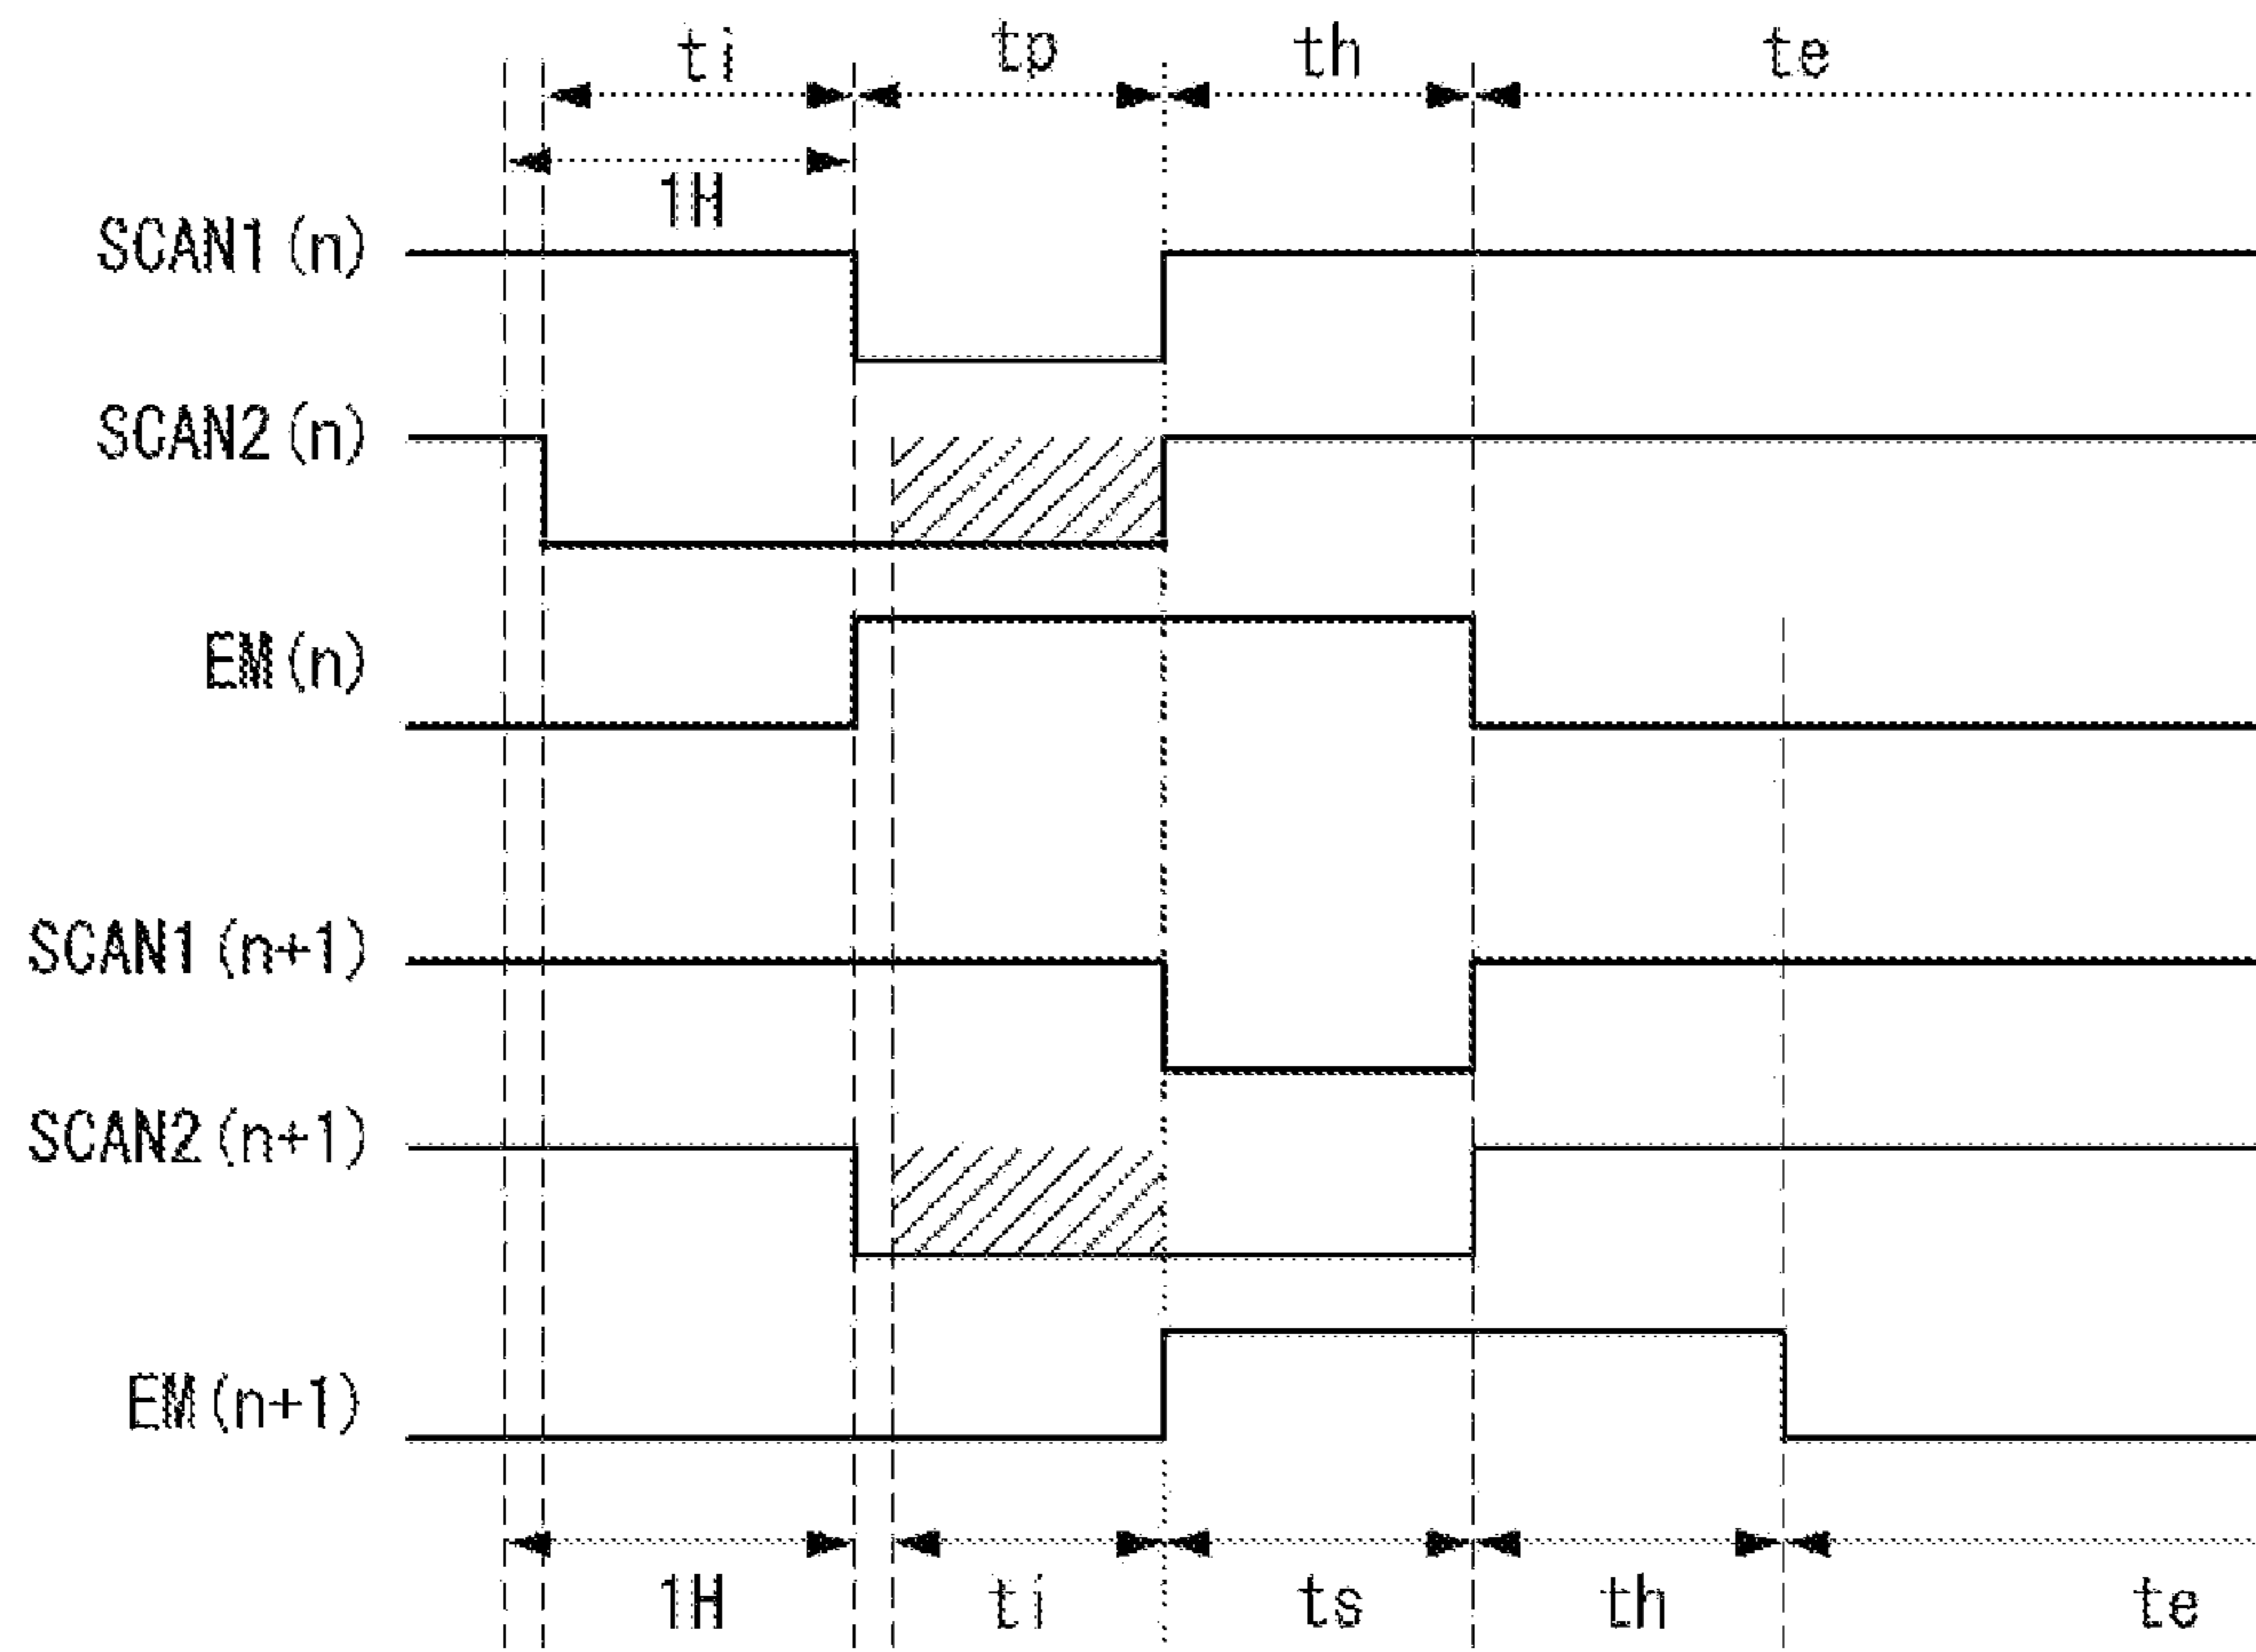 ti tp th te
1H
SCAN1(n)
SCAN2(n)
EM(n)
SCAN1(n+1)
SCAN2(n+1)
EM(n+1)
1H ti ts th te